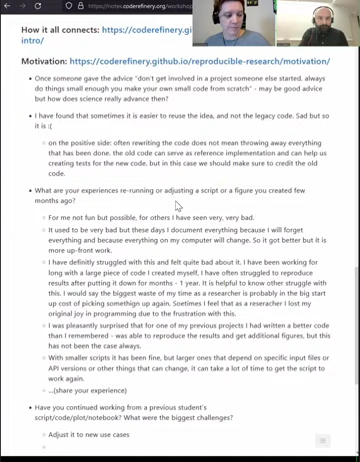 https://notes.coderefinery.org/workshop
How it all connects: https://coderefinery.git
intro/
Motivation: https://coderefinery.github.io/reproducible-research/motivation/
• Once someone gave the advice "don't get involved in a project someone else started. always
do things small enough you make your own small code from scratch" - may be good advice
but how does science really advance then?
• I have found that sometimes it is easier to reuse the idea, and not the legacy code. Sad but so
it is :(
◦ on the positive side: often rewriting the code does not mean throwing away everything
that has been done. the old code can serve as reference implementation and can help us
creating tests for the new code. but in this case we should make sure to credit the old
code.
• What are your experiences re-running or adjusting a script or a figure you created few
months ago?
◦ For me not fun but possible, for others I have seen very, very bad.
◦ It used to be very bad but these days I document everything because I will forget
everything and because everything on my computer will change. So it got better but it is
more up-front work.
◦ I have definitly struggled with this and felt quite bad about it. I have been working for
long with a large piece of code I created myself, I have often struggled to reproduce
results after putting it down for months - 1 year. It is helpful to know other struggle with
this. I would say the biggest waste of my time as a researcher is probably in the big start
up cost of picking somethign up again. Soetimes I feel that as a reseracher I lost my
original joy in programming due to the frustration with this.
◦ I was pleasantly surprised that for one of my previous projects I had wrtiten a better code
than I remembered - was able to reproduce the results and get additional figures, but this
has not been the case always.
◦ With smaller scripts it has been fine, but larger ones that depend on specific input files or
API versions or other things that can change, it can take a lot of time to get the script to
work again.
◦ ...(share your experience)
• Have you continued working from a previous student's
script/code/plot/notebook? What were the biggest challenges?
◦ Adjust it to new use cases